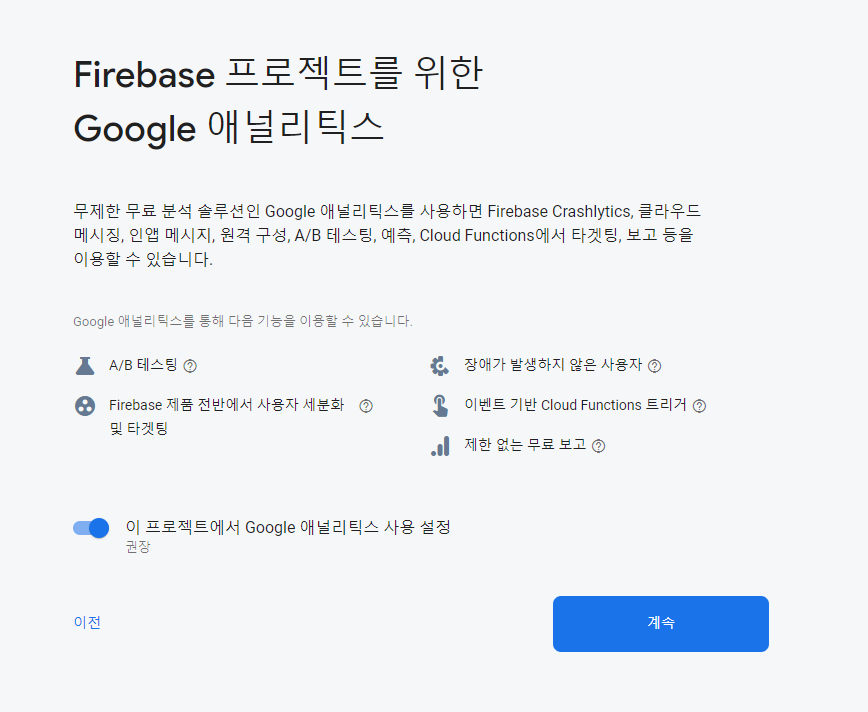 Firebase 프로젝트를 위한
Google 애널리틱스
무제한 무료 분석 솔루션인 Google 애널리틱스를 사용하면 Firebase Crashlytics, 클라우드
메시징, 인앱 메시지, 원격 구성, A/B 테스팅, 예측, Cloud Functions에서 타겟팅, 보고 등을
이용할 수 있습니다.
Google 애널리틱스를 통해 다음 기능을 이용할 수 있습니다.
A/B 테스팅
Firebase 제품 전반에서 사용자 세분화
및 타겟팅
장애가 발생하지 않은 사용자
이벤트 기반 Cloud Functions 트리거
제한 없는 무료 보고
이 프로젝트에서 Google 애널리틱스 사용 설정
권장
이전
계속